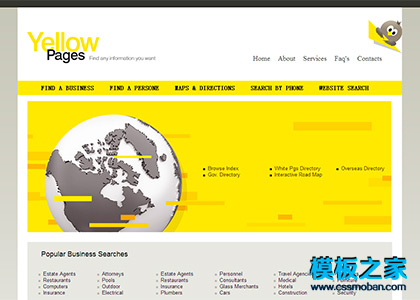 Yellow
Pages Find any information you want
Home About Services Faq's Contacts
FIND A BUSINESS FIND A PERSONE MAPS & DIRECTIONS SEARCH BY PHONE WEBSITE SEARCH
Browse Index White Pgs Directory Overseas Directory
Gov. Directory Interactive Road Map
Popular Business Searches
Estate Agents Attorneys Estate Agents Personnel Travel Agen
Restaurants Pools Restaurants Consultants Medical Furniture
Computers Outdoor Insurance Glass Merchants Hotels
Insurance Electrical Plumbers Cars Construction Security
模板之家
www.cssmoban.com